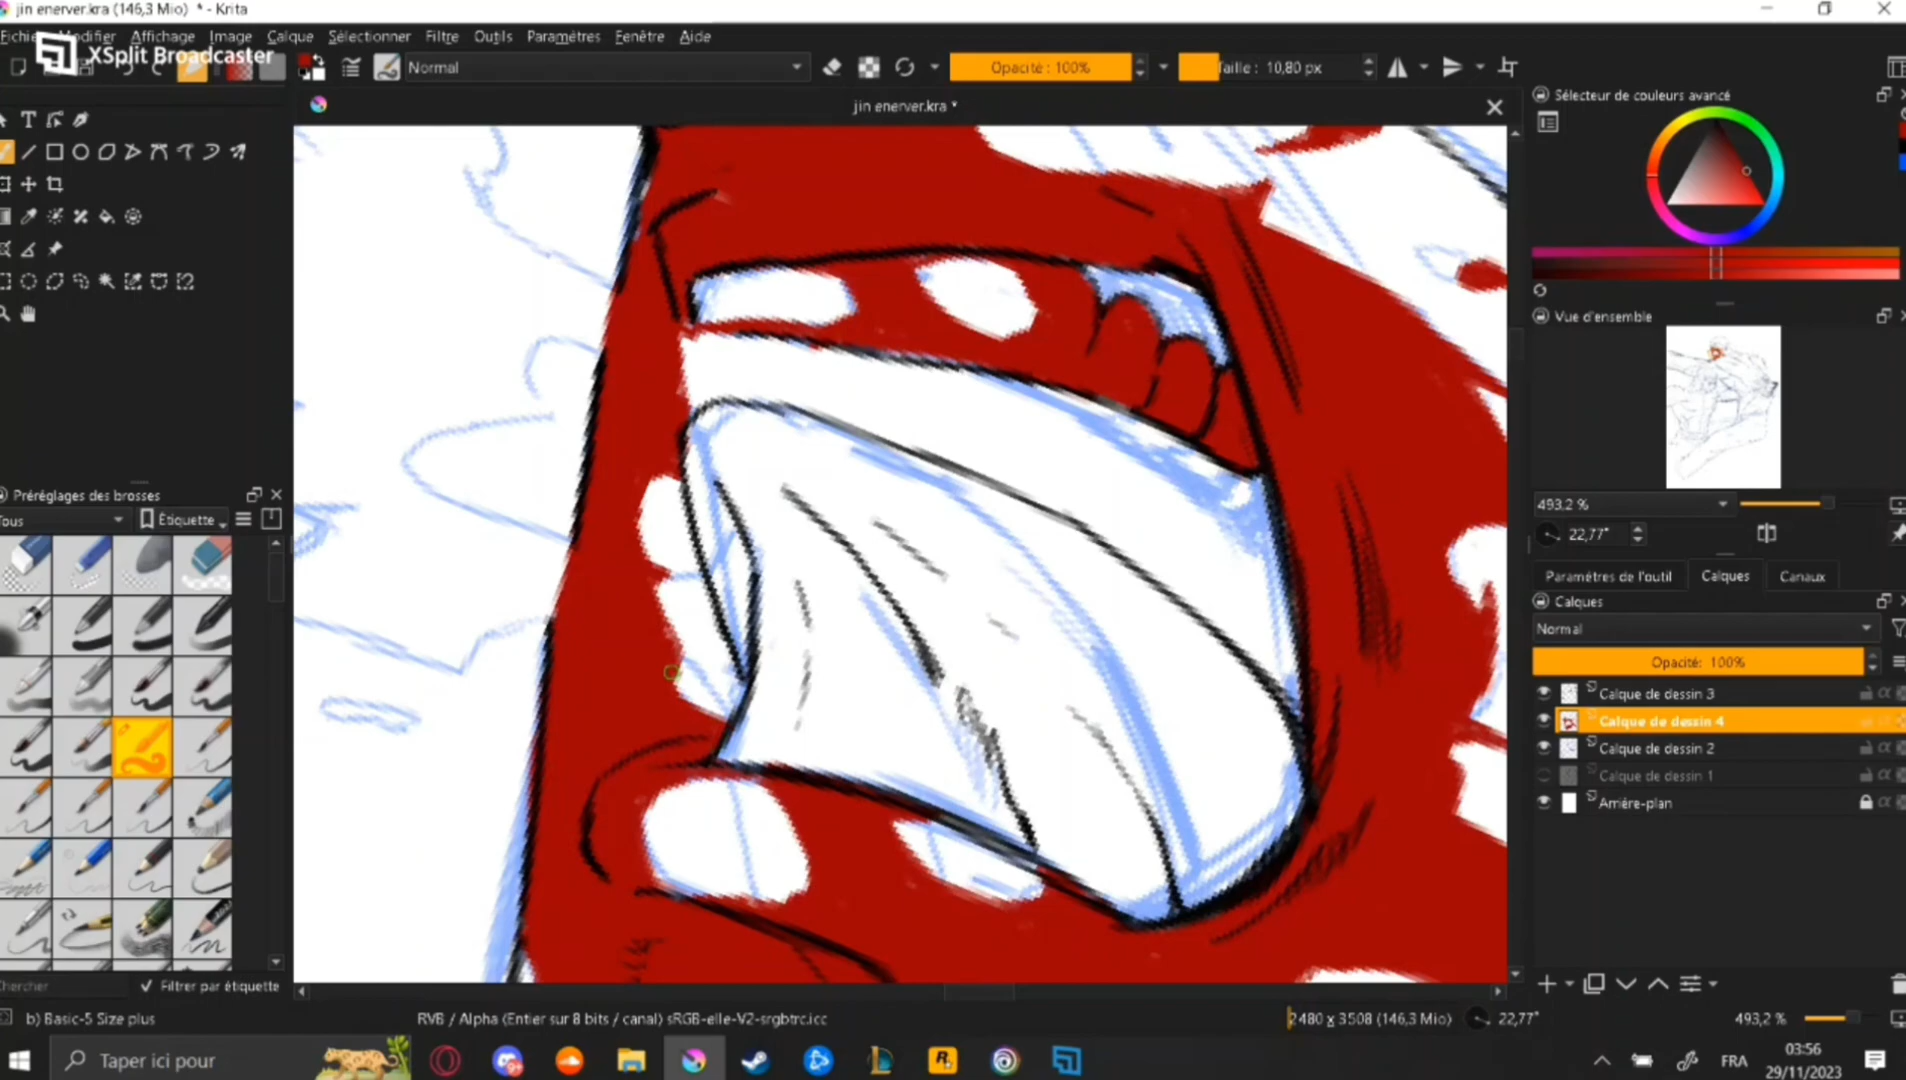 jin enerver.kra (146,3 Mio) * - Krita
Fichier Modifier Affichage Image Calque Sélectionner Filtre Outils Paramètres Fenêtre Aide
XSplit Broadcaster
Normal
Opacité : 100%
Taille : 10,80 px
jin enerver.kra *
Sélecteur de couleurs avancé
Vue d'ensemble
493,2 %
22,77°
Préréglages des brosses
Tous
Étiquette
Paramètres de l'outil
Calques
Canaux
Calques
Normal
Opacité: 100%
Calque de dessin 3
Calque de dessin 4
Calque de dessin 2
Calque de dessin 1
Arrière-plan
Chercher
Filtrer par étiquette
b) Basic-5 Size plus
RVB / Alpha (Entier sur 8 bits / canal) sRGB-elle-V2-srgbtrc.icc
2480 x 3508 (146,3 Mio)
22,77°
493,2 %
Taper ici pour
FRA
03:56
29/11/2023